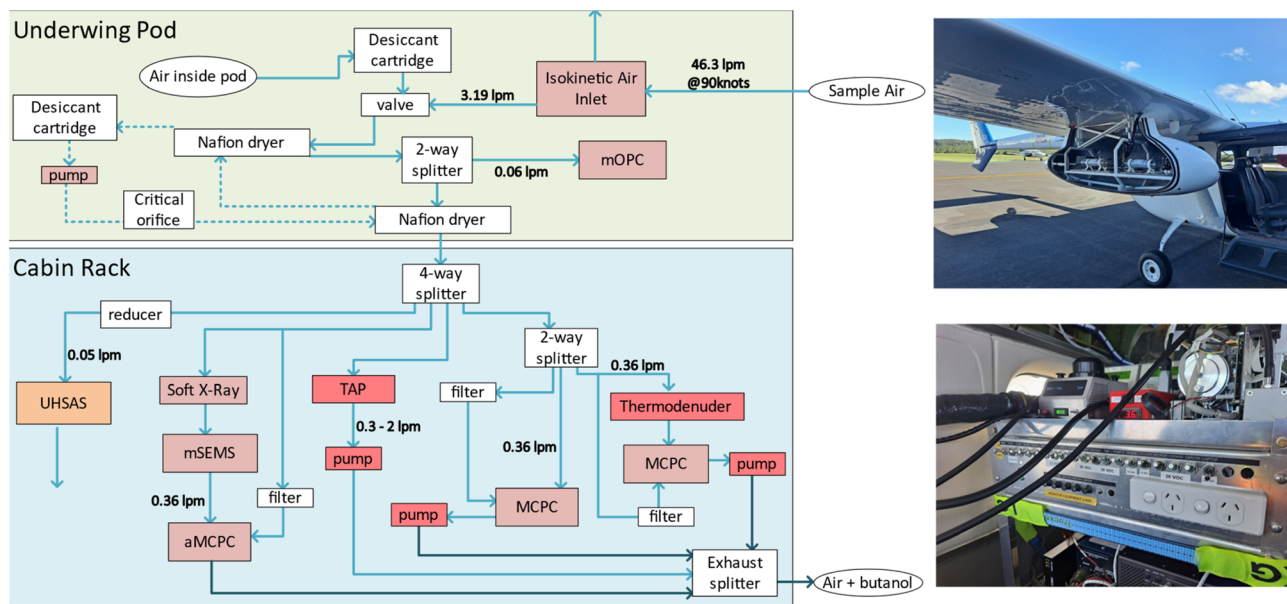 Underwing Pod
Air inside pod
Desiccant
cartridge
valve
3.19 lpm
Isokinetic Air
Inlet
46.3 lpm
@90knots
Sample Air
Desiccant
cartridge
pump
Nafion dryer
2-way
splitter
0.06 lpm
mOPC
Critical
orifice
Nafion dryer
Cabin Rack
4-way
splitter
reducer
0.05 lpm
UHSAS
Soft X-Ray
mSEMS
0.36 lpm
filter
aMCPC
TAP
0.3 - 2 lpm
pump
2-way
splitter
filter
0.36 lpm
MCPC
pump
0.36 lpm
Thermodenuder
MCPC
pump
filter
Exhaust
splitter
Air + butanol